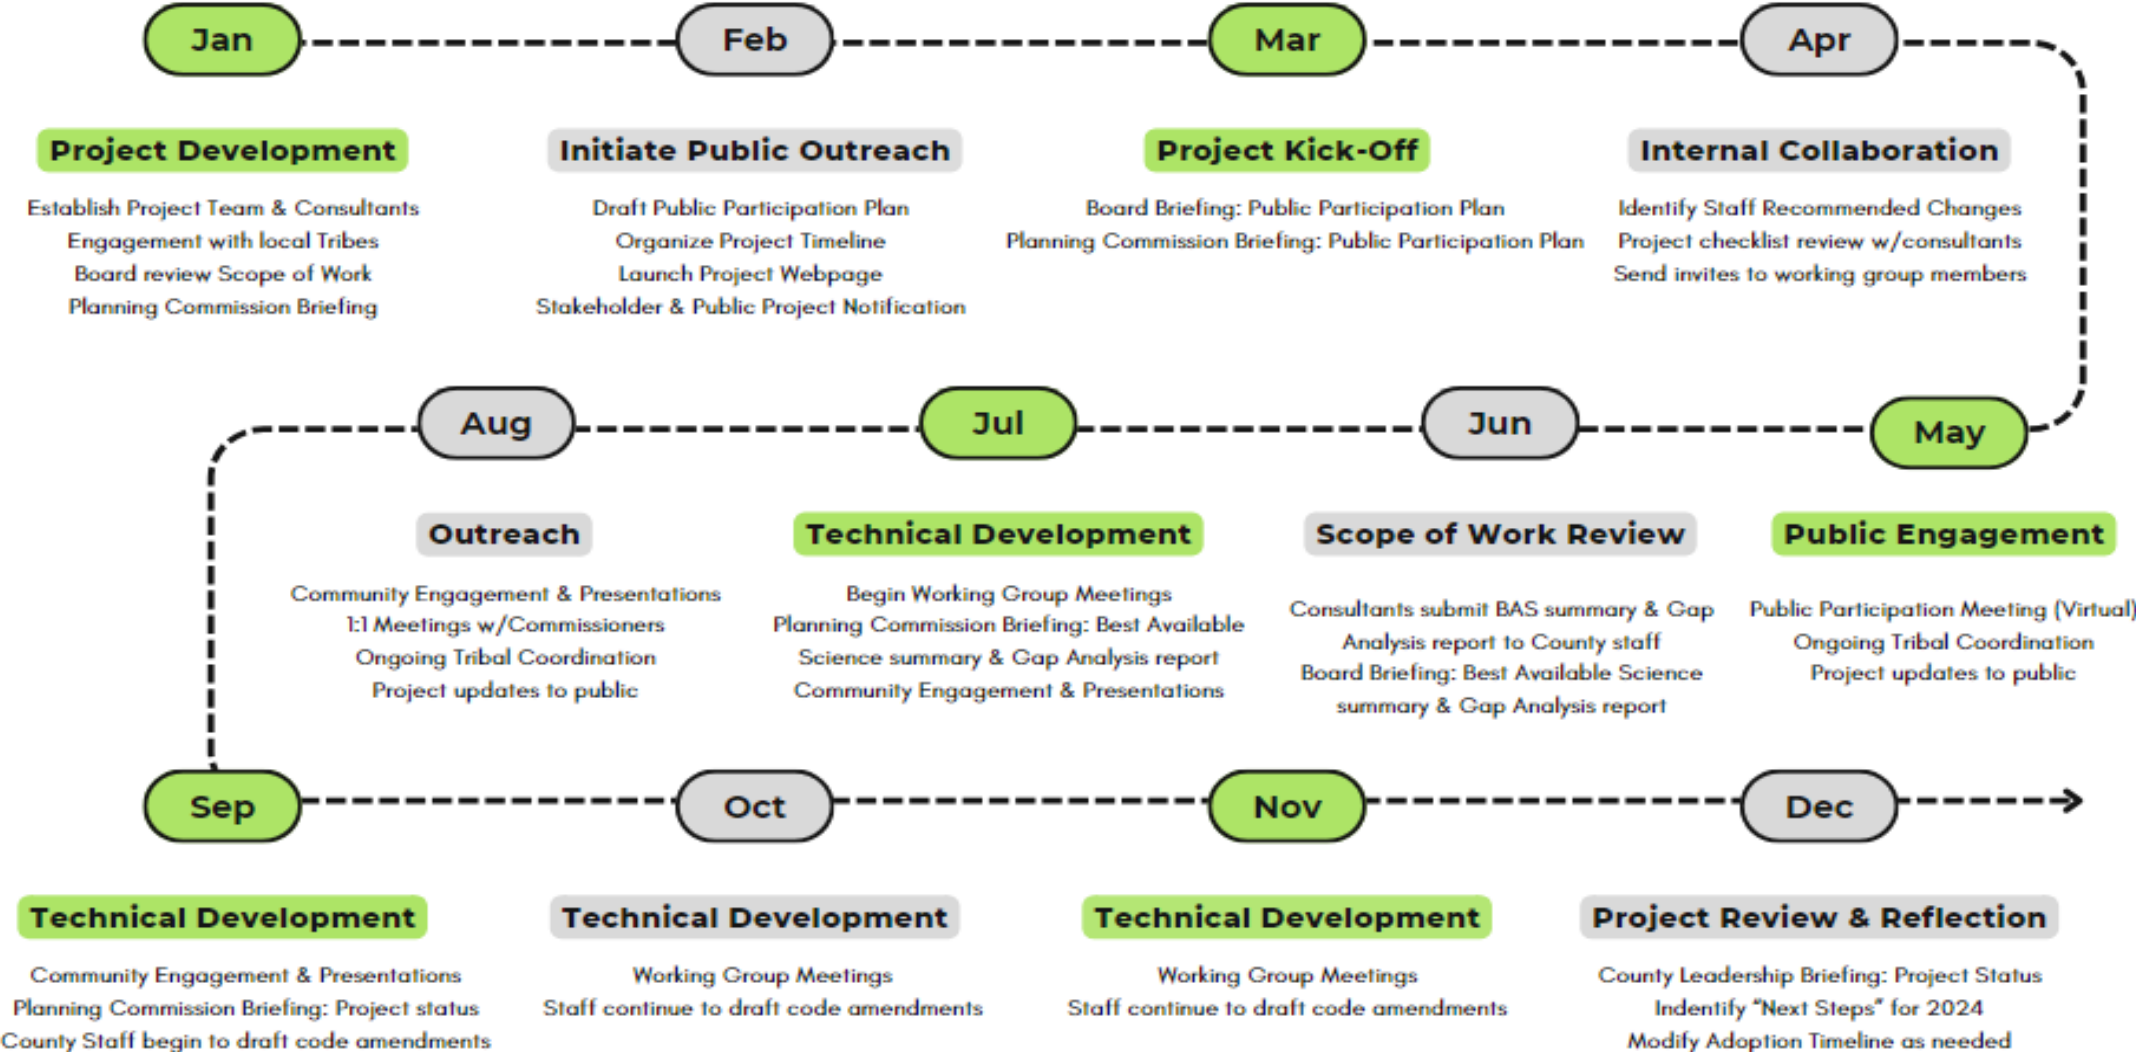 Jan
Feb
Mar
Apr
Project Development
Establish Project Team & Consultants
Engagement with local Tribes
Board review Scope of Work
Planning Commission Briefing
Initiate Public Outreach
Draft Public Participation Plan
Organize Project Timeline
Launch Project Webpage
Stakeholder & Public Project Notification
Project Kick-Off
Board Briefing: Public Participation Plan
Planning Commission Briefing: Public Participation Plan
Internal Collaboration
Identify Staff Recommended Changes
Project checklist review w/consultants
Send invites to working group members
Aug
Jul
Jun
May
Outreach
Community Engagement & Presentations
1:1 Meetings w/Commissioners
Ongoing Tribal Coordination
Project updates to public
Technical Development
Begin Working Group Meetings
Planning Commission Briefing: Best Available
Science summary & Gap Analysis report
Community Engagement & Presentations
Scope of Work Review
Consultants submit BAS summary & Gap
Analysis report to County staff
Board Briefing: Best Available Science
summary & Gap Analysis report
Public Engagement
Public Participation Meeting (Virtual)
Ongoing Tribal Coordination
Project updates to public
Sep
Oct
Nov
Dec
Technical Development
Community Engagement & Presentations
Planning Commission Briefing: Project status
County Staff begin to draft code amendments
Technical Development
Working Group Meetings
Staff continue to draft code amendments
Technical Development
Working Group Meetings
Staff continue to draft code amendments
Project Review & Reflection
County Leadership Briefing: Project Status
Indentify "Next Steps" for 2024
Modify Adoption Timeline as needed